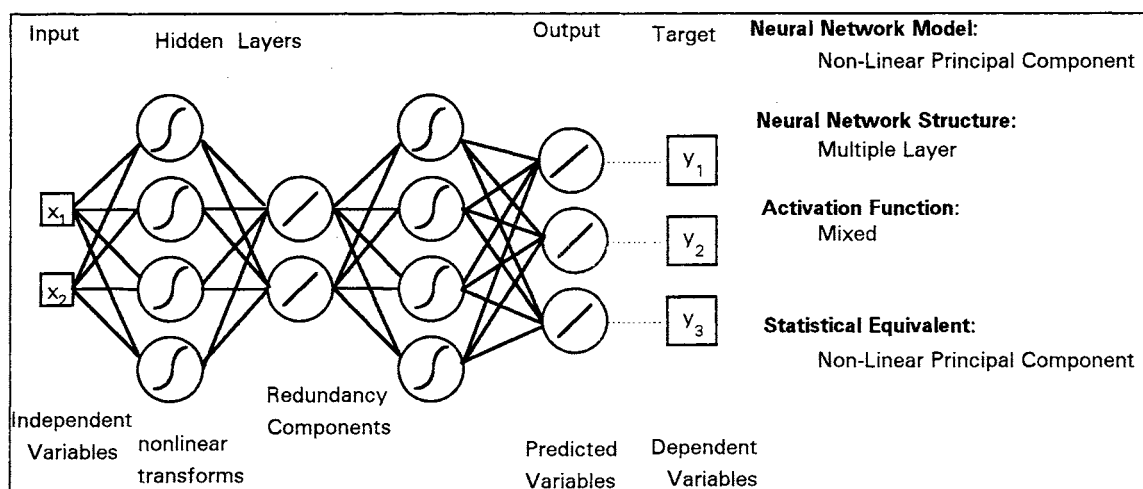 Input
Hidden Layers
Output
Target
Neural Network Model:
Non-Linear Principal Component
Neural Network Structure:
Multiple Layer
Activation Function:
Mixed
Statistical Equivalent:
Non-Linear Principal Component
x1
x2
y1
y2
y3
Independent
Variables
nonlinear
transforms
Redundancy
Components
Predicted
Variables
Dependent
Variables